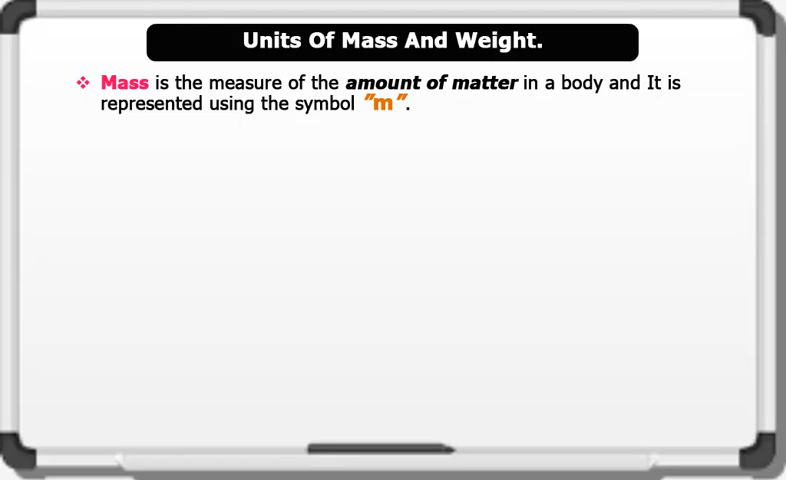 Units Of Mass And Weight.
❖ Mass is the measure of the amount of matter in a body and It is
represented using the symbol "m".